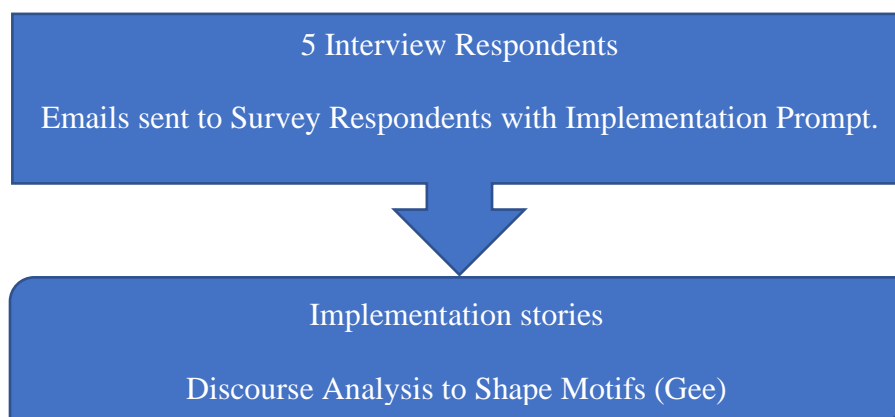 5 Interview Respondents
Emails sent to Survey Respondents with Implementation Prompt.
Implementation stories
Discourse Analysis to Shape Motifs (Gee)